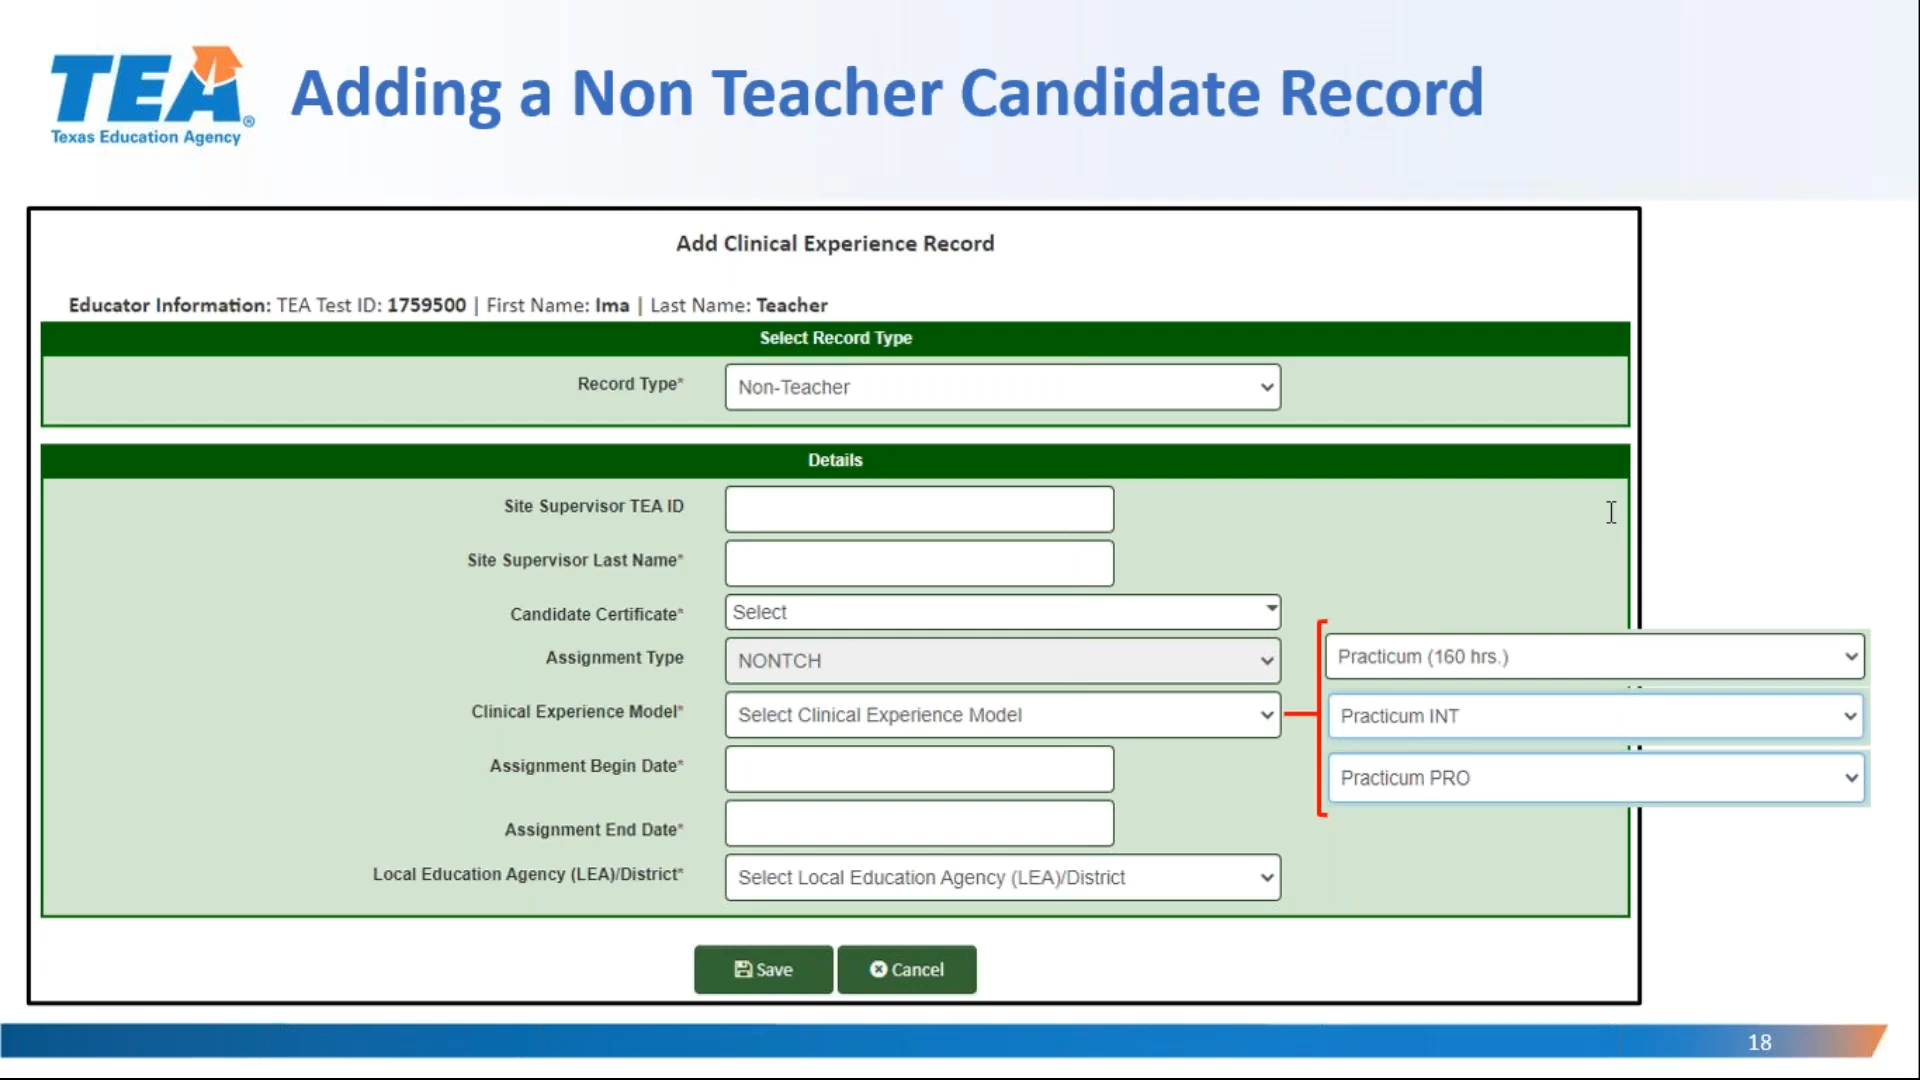 TEA®
Texas Education Agency
Adding a Non Teacher Candidate Record
Add Clinical Experience Record
Educator Information: TEA Test ID: 1759500 | First Name: Ima | Last Name: Teacher
Select Record Type
Record Type* Non-Teacher
Details
Site Supervisor TEA ID
Site Supervisor Last Name*
Candidate Certificate* Select
Assignment Type NONTCH
Practicum (160 hrs.)
Clinical Experience Model* Select Clinical Experience Model
Practicum INT
Assignment Begin Date*
Practicum PRO
Assignment End Date*
Local Education Agency (LEA)/District* Select Local Education Agency (LEA)/District
Save Cancel
18